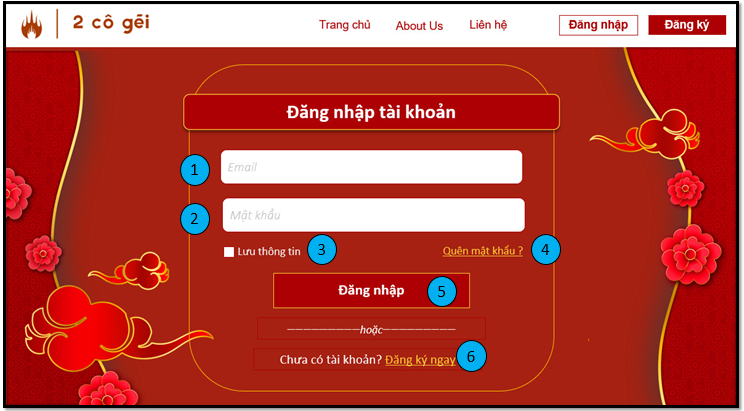 2 cô gēi
Trang chủ
About Us
Liên hệ
Đăng nhập
Đăng ký
Đăng nhập tài khoản
1
Email
2
Mật khẩu
Lưu thông tin
3
Quên mật khẩu ?
4
Đăng nhập
5
hoặc
Chưa có tài khoản? Đăng ký ngay
6